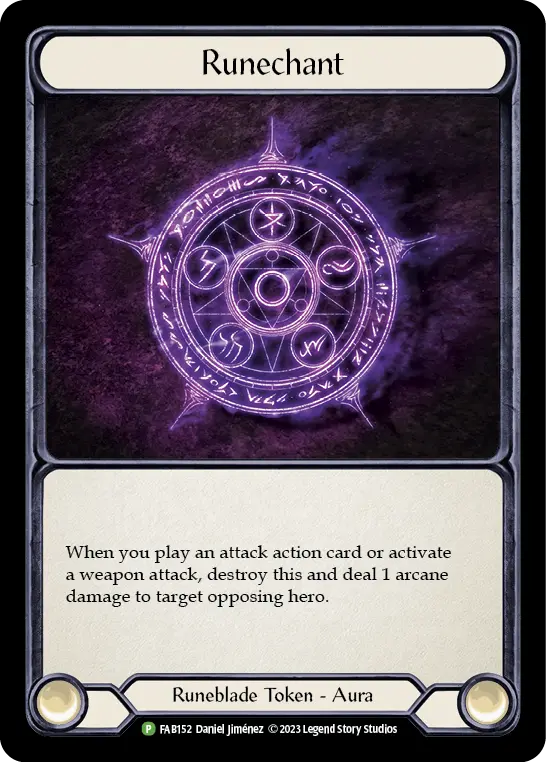 Runechant
When you play an attack action card or activate
a weapon attack, destroy this and deal 1 arcane
damage to target opposing hero.
Runeblade Token - Aura
P FAB152 Daniel Jiménez © 2023 Legend Story Studios